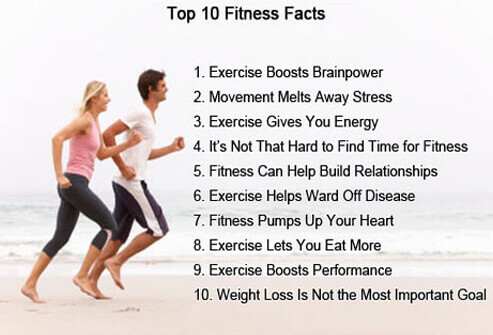 Top 10 Fitness Facts
1. Exercise Boosts Brainpower
2. Movement Melts Away Stress
3. Exercise Gives You Energy
4. It's Not That Hard to Find Time for Fitness
5. Fitness Can Help Build Relationships
6. Exercise Helps Ward Off Disease
7. Fitness Pumps Up Your Heart
8. Exercise Lets You Eat More
9. Exercise Boosts Performance
10. Weight Loss Is Not the Most Important Goal